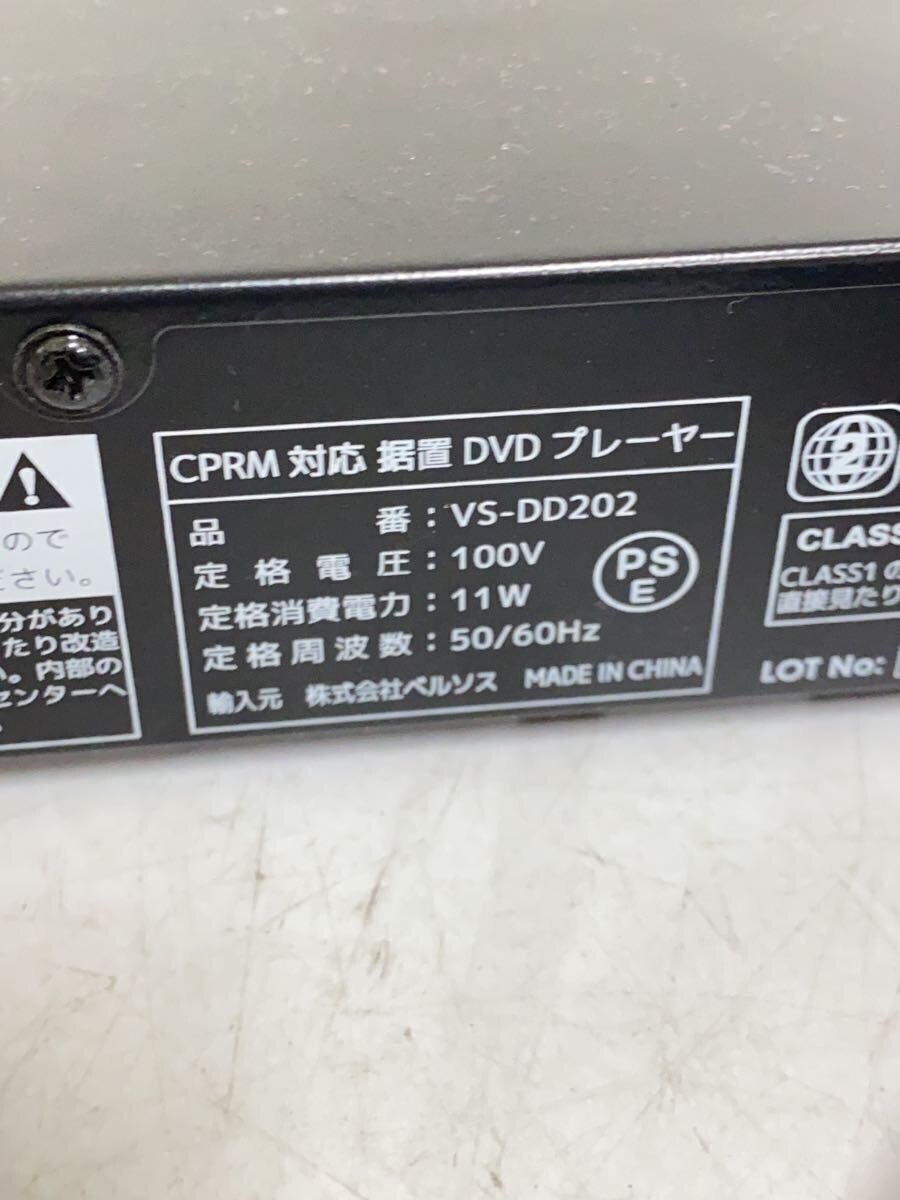 ので
ださい。
分があり
たり改造
い。内部の
センターへ
CPRM 対応 据置 DVD プレーヤー
品 番：VS-DD202
定 格 電 圧：100V
定格消費電力：11W
定 格 周 波 数：50/60Hz
PS
E
輸入元 株式会社ベルソス MADE IN CHINA
2
CLASS
CLASS1 の
直接見たり
LOT No: